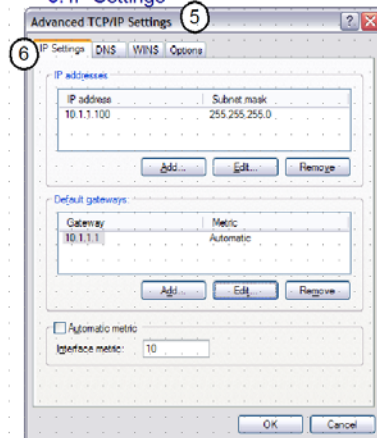 Settings
Advanced TCP/IP Settings 5
6 IP Settings DNS WINS Options
IP addresses
IP address Subnet mask
10.1.1.100 255.255.255.0
Add... Edit... Remove
Default gateways:
Gateway Metric
10.1.1.1 Automatic
Add... Edit... Remove
Automatic metric
Interface metric: 10
OK Cancel